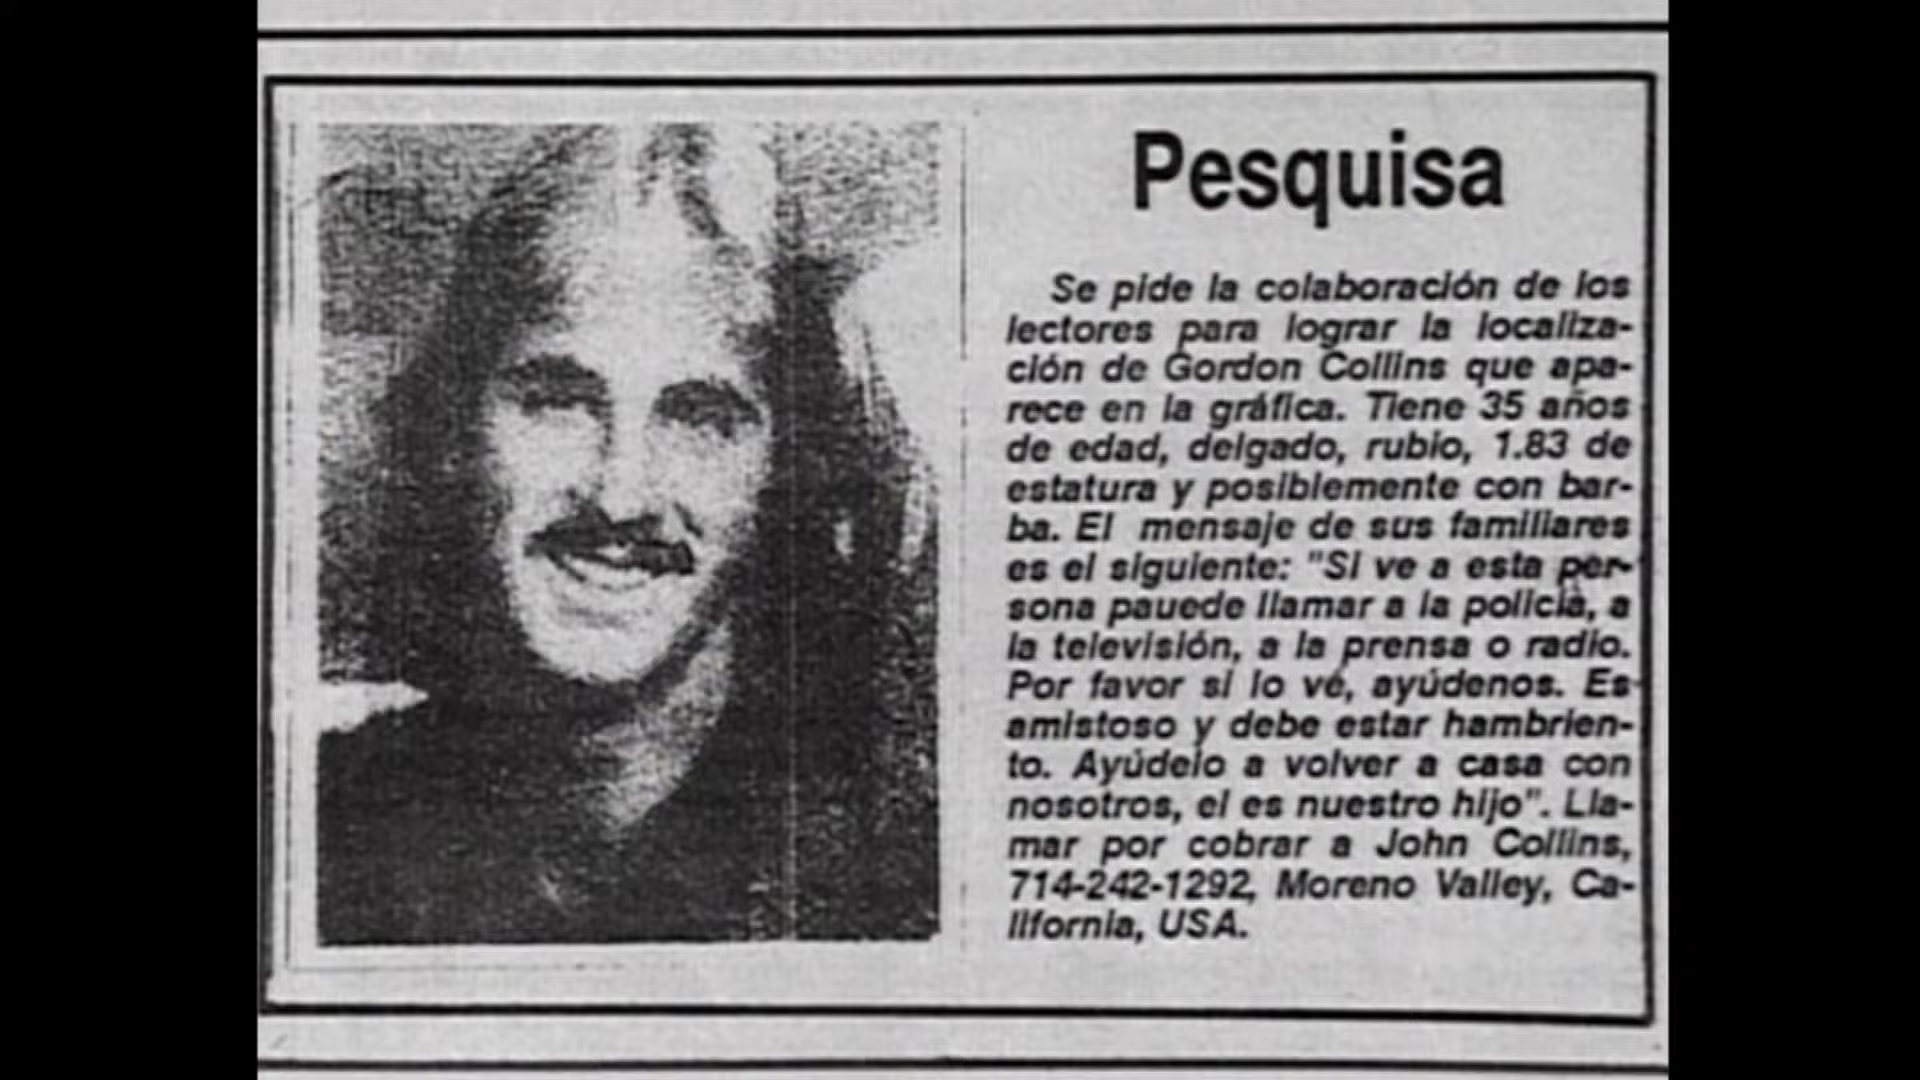 Pesquisa
Se pide la colaboración de los
lectores para lograr la localiza-
ción de Gordon Collins que apa-
rece en la gráfica. Tiene 35 años
de edad, delgado, rubio, 1.83 de
estatura y posiblemente con bar-
ba. El mensaje de sus familiares
es el siguiente: "Si ve a esta per-
sona pauede llamar a la policía, a
la televisión, a la prensa o radio.
Por favor si lo vé, ayúdenos. Es
amistoso y debe estar hambrien-
to. Ayúdelo a volver a casa con
nosotros, el es nuestro hijo". Lla-
mar por cobrar a John Collins,
714-242-1292, Moreno Valley, Ca-
lifornia, USA.